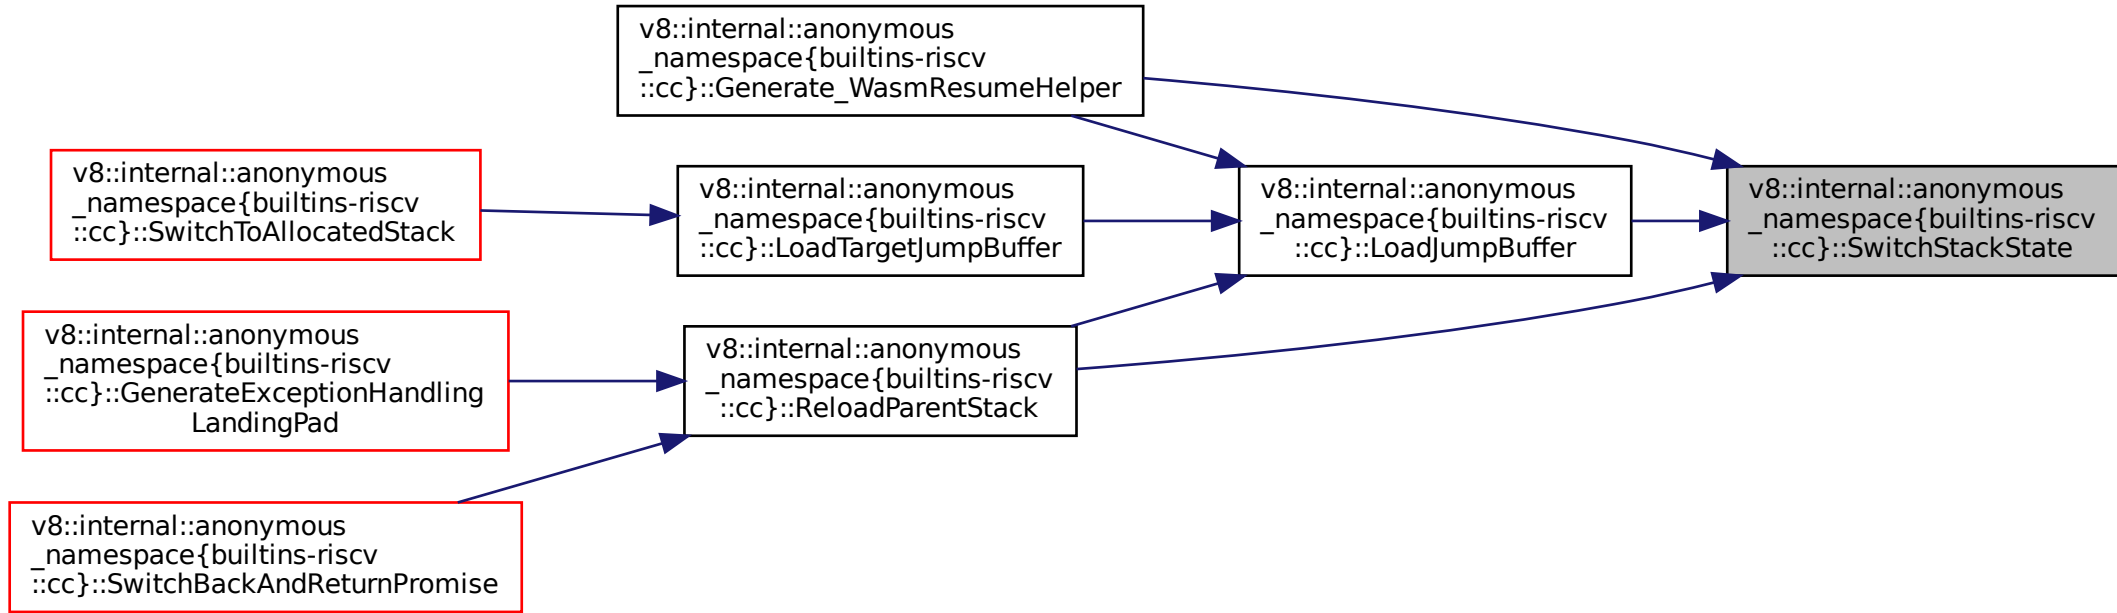 v8::internal::anonymous
_namespace{builtins-riscv
::cc}::Generate_WasmResumeHelper
v8::internal::anonymous
_namespace{builtins-riscv
::cc}::SwitchToAllocatedStack
v8::internal::anonymous
_namespace{builtins-riscv
::cc}::LoadTargetJumpBuffer
v8::internal::anonymous
_namespace{builtins-riscv
::cc}::LoadJumpBuffer
v8::internal::anonymous
_namespace{builtins-riscv
::cc}::SwitchStackState
v8::internal::anonymous
_namespace{builtins-riscv
::cc}::GenerateExceptionHandling
LandingPad
v8::internal::anonymous
_namespace{builtins-riscv
::cc}::ReloadParentStack
v8::internal::anonymous
_namespace{builtins-riscv
::cc}::SwitchBackAndReturnPromise